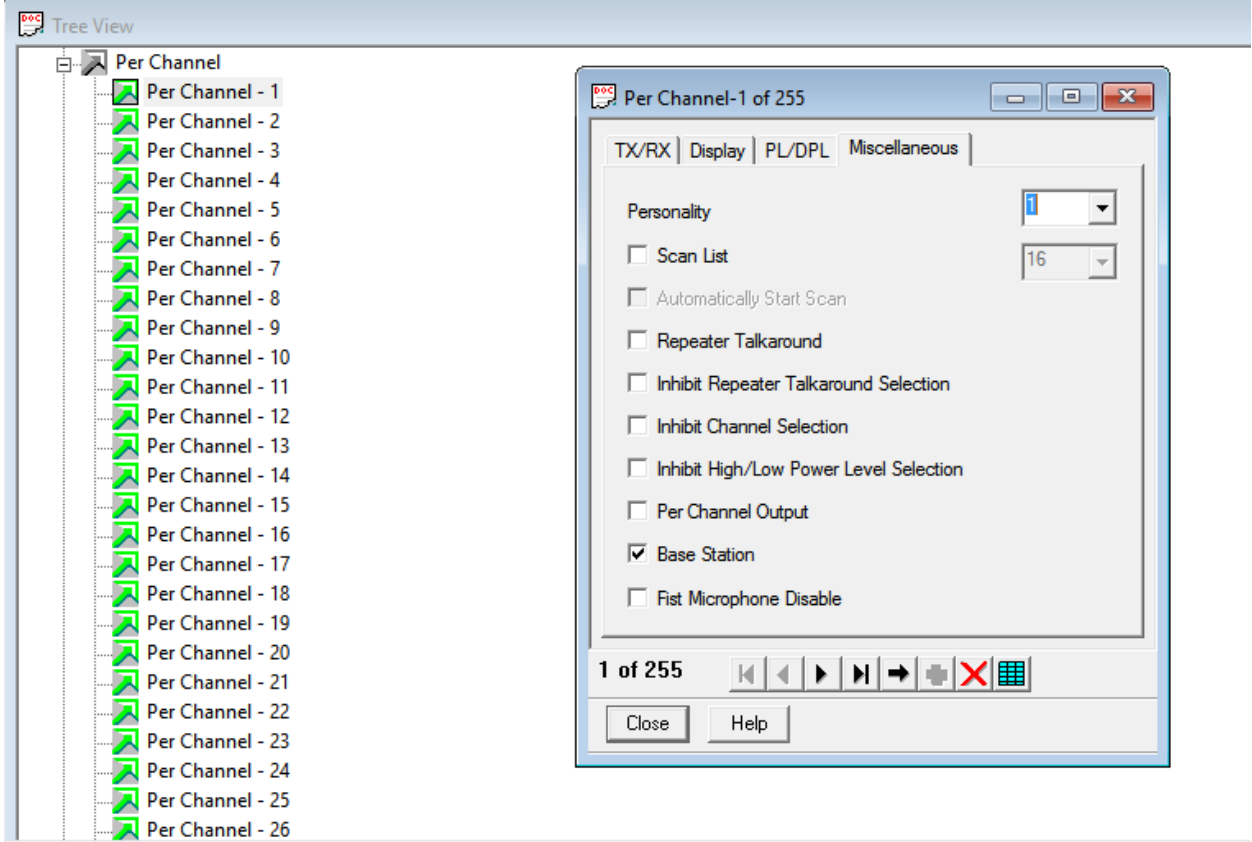 Tree View
Per Channel
Per Channel - 1
Per Channel - 2
Per Channel - 3
Per Channel - 4
Per Channel - 5
Per Channel - 6
Per Channel - 7
Per Channel - 8
Per Channel - 9
Per Channel - 10
Per Channel - 11
Per Channel - 12
Per Channel - 13
Per Channel - 14
Per Channel - 15
Per Channel - 16
Per Channel - 17
Per Channel - 18
Per Channel - 19
Per Channel - 20
Per Channel - 21
Per Channel - 22
Per Channel - 23
Per Channel - 24
Per Channel - 25
Per Channel - 26
Per Channel-1 of 255
TX/RX Display PL/DPL Miscellaneous
Personality 1
Scan List 16
Automatically Start Scan
Repeater Talkaround
Inhibit Repeater Talkaround Selection
Inhibit Channel Selection
Inhibit High/Low Power Level Selection
Per Channel Output
Base Station
Fist Microphone Disable
1 of 255
Close Help